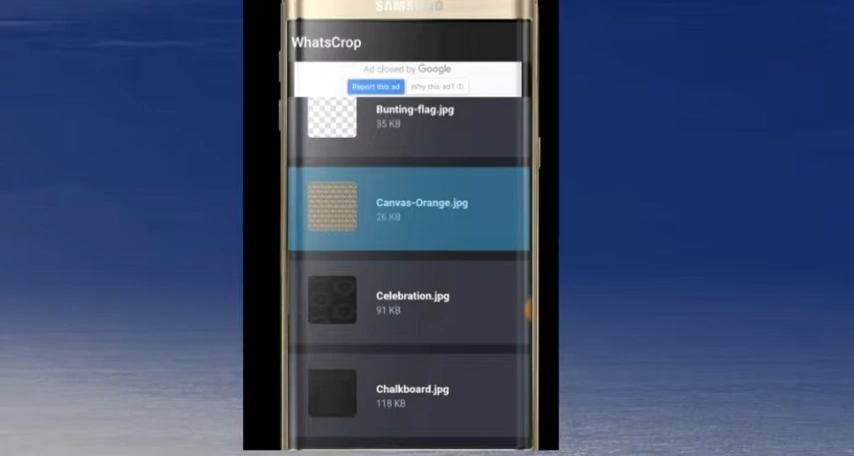 SAMSUNG
WhatsCrop
Ad closed by Google
Report this ad
Why this ad?
Bunting-flag.jpg
35 KB
Canvas-Orange.jpg
26 KB
Celebration.jpg
91 KB
Chalkboard.jpg
118 KB